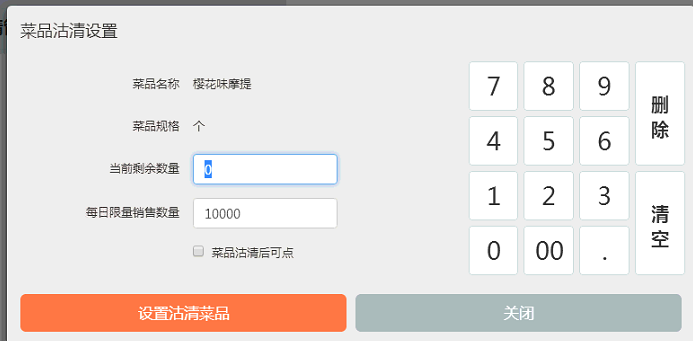 菜品沽清设置
菜品名称 樱花味摩提
菜品规格 个
当前剩余数量 0
每日限量销售数量 10000
菜品沽清后可点
7 8 9 删除
4 5 6
1 2 3 清空
0 00 .
设置沽清菜品 关闭